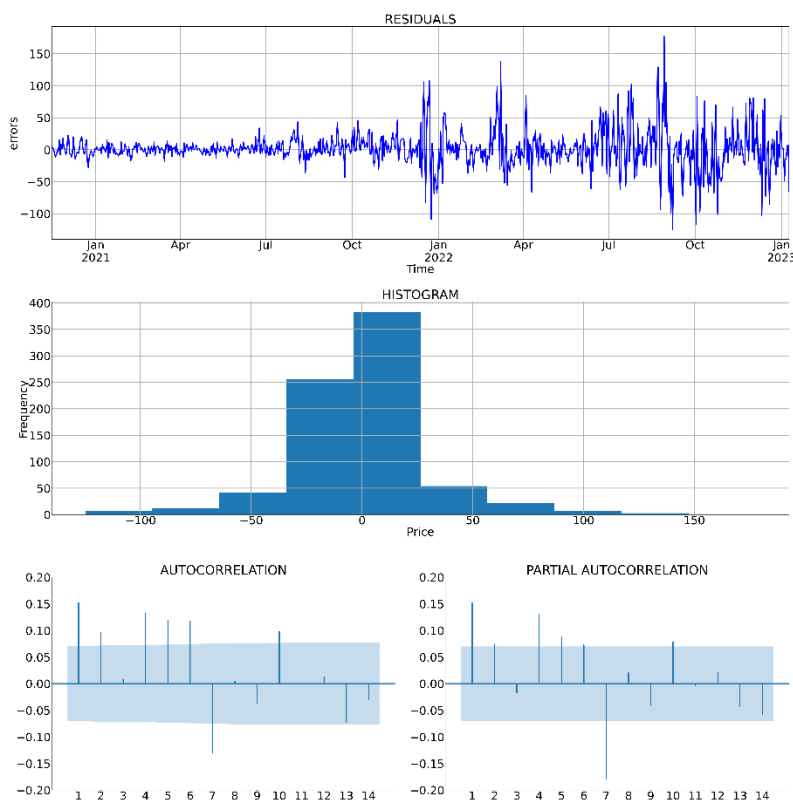 RESIDUALS
150
100
50
0
−50
−100
errors
Jan Apr Jul Oct Jan Apr Jul Oct Jan
2021 2022 2023
Time
HISTOGRAM
400
350
300
250
200
150
100
50
0
Frequency
−100 −50 0 50 100 150
Price
AUTOCORRELATION
0.20
0.15
0.10
0.05
0.00
−0.05
−0.10
−0.15
−0.20
1 2 3 4 5 6 7 8 9 10 11 12 13 14
PARTIAL AUTOCORRELATION
0.20
0.15
0.10
0.05
0.00
−0.05
−0.10
−0.15
−0.20
1 2 3 4 5 6 7 8 9 10 11 12 13 14